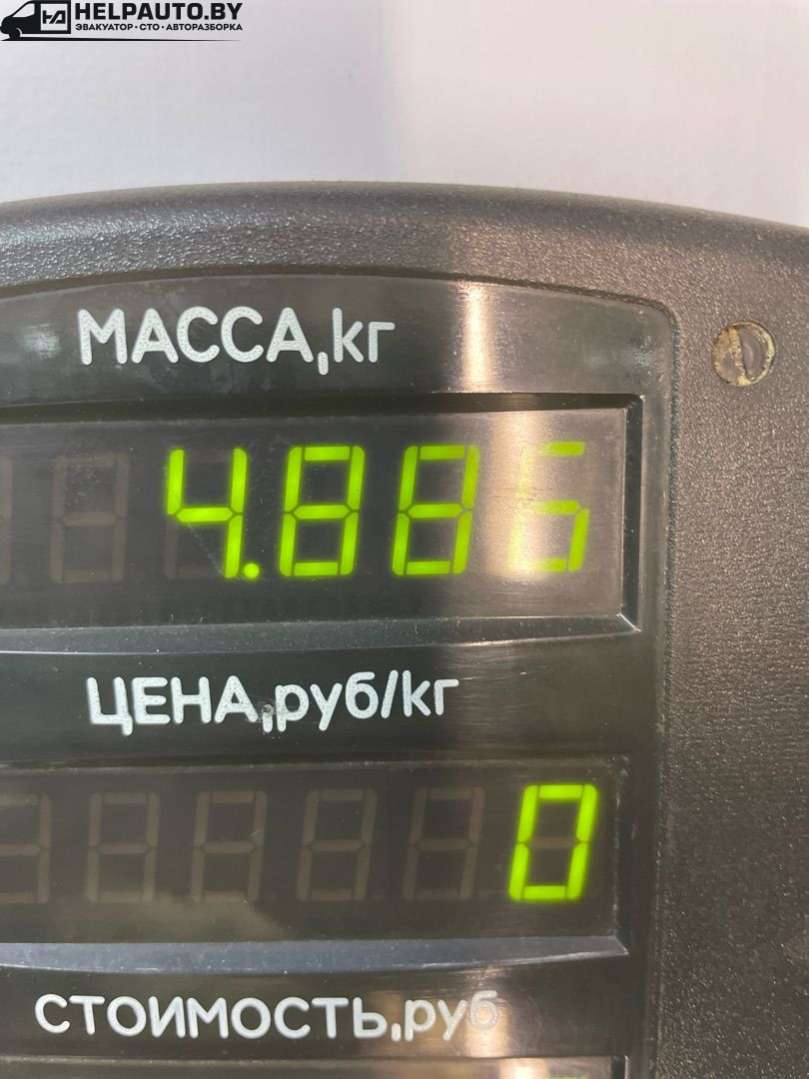 HELPAUTO.BY
ЭВАКУАТОР • СТО • АВТОРАЗБОРКА
МАССА,кг
4.886
ЦЕНА,руб/кг
0
СТОИМОСТЬ,руб